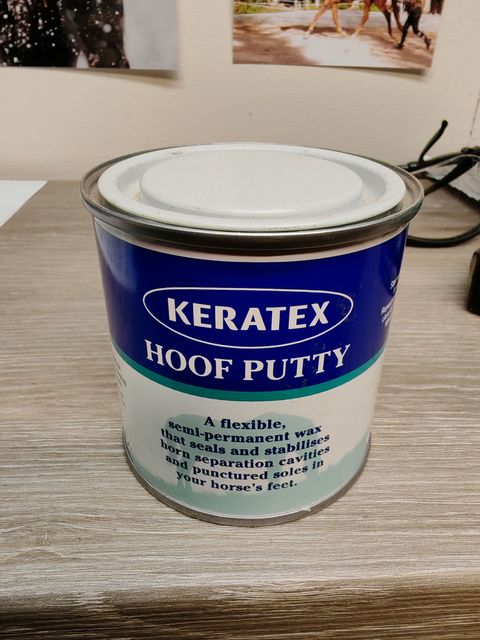 KERATEX
HOOF PUTTY
A flexible,
semi-permanent wax
that seals and stabilises
horn separation cavities
and punctured soles in
your horse's feet.